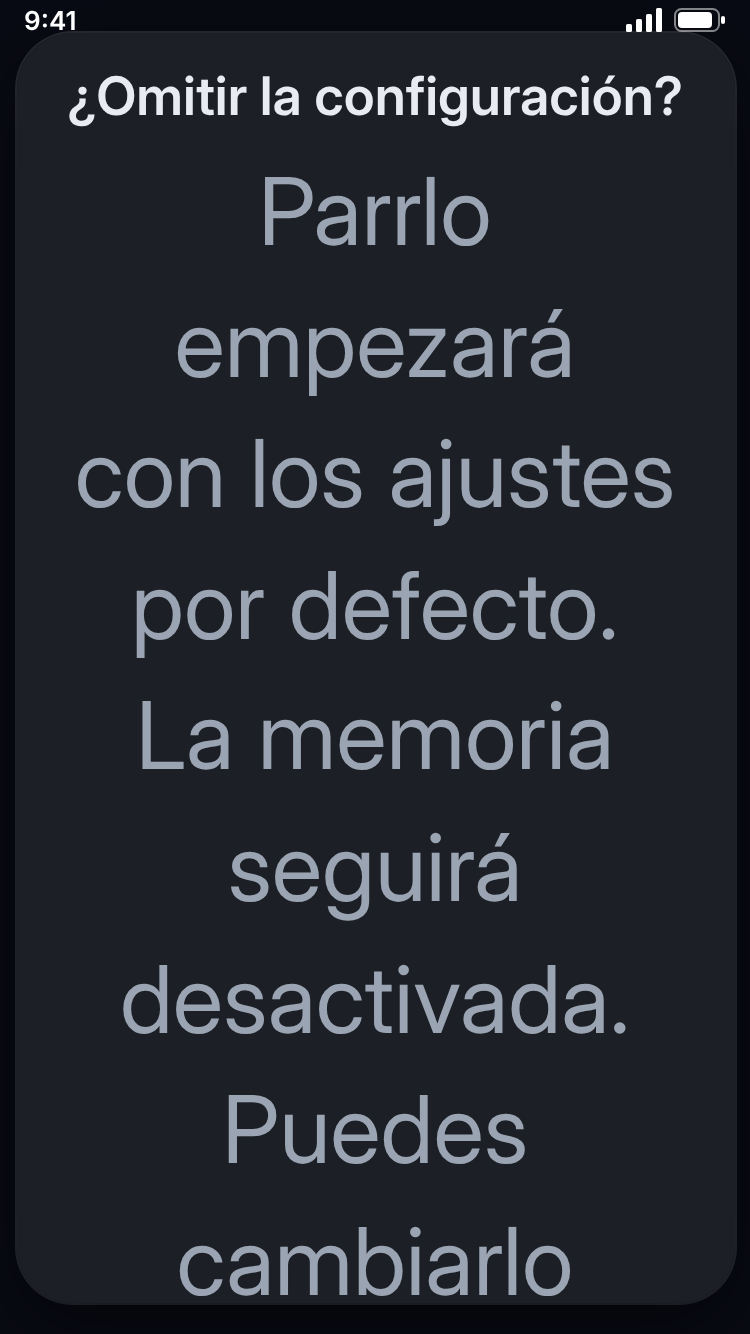 9:41
¿Omitir la configuración?
Parrlo
empezará
con los ajustes
por defecto.
La memoria
seguirá
desactivada.
Puedes
cambiarlo